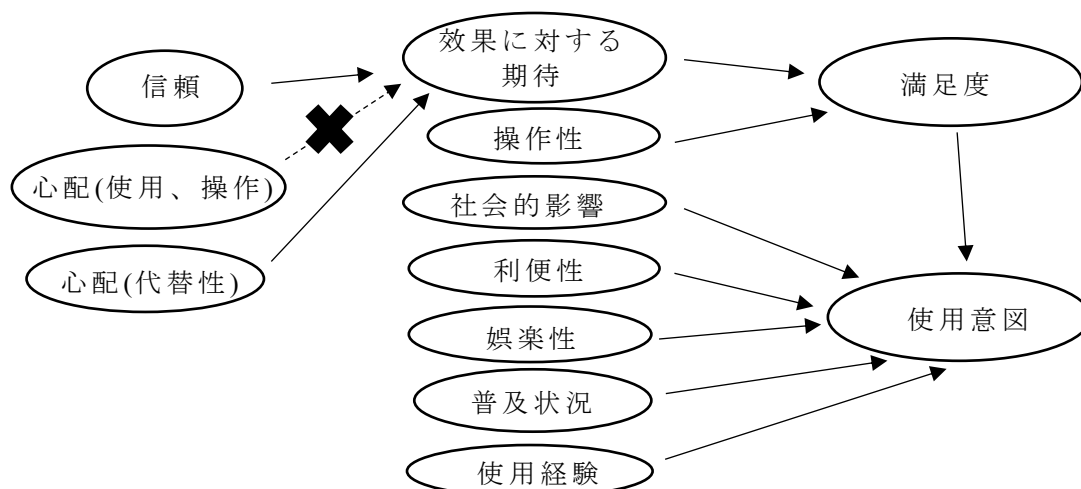 効果に対する
期待
信頼
満足度
操作性
心配(使用、操作)
社会的影響
心配(代替性)
利便性
使用意図
娯楽性
普及状況
使用経験